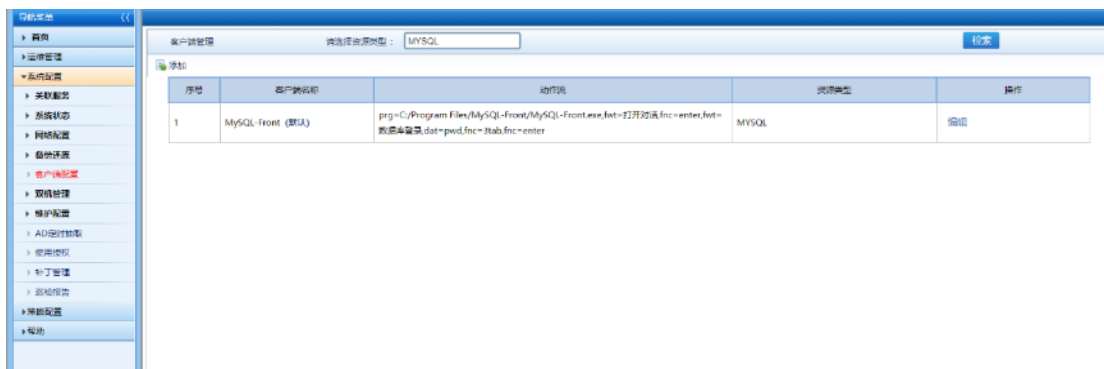 导航菜单
首页
运维管理
系统配置
关联服务
系统状态
网络配置
备份还原
客户端配置
双机管理
维护配置
AD定时抽取
使用授权
补丁管理
巡检报告
策略配置
帮助
客户端管理 请选择资源类型： MYSQL 检索
添加
序号 客户端名称 动作流 资源类型 操作
1 MySQL-Front (默认) prg=C:/Program Files/MySQL-Front/MySQL-Front.exe,fwt=打开对话,fnc=enter,fwt= MYSQL 编辑
数据库登录,dat=pwd,fnc=3tab,fnc=enter